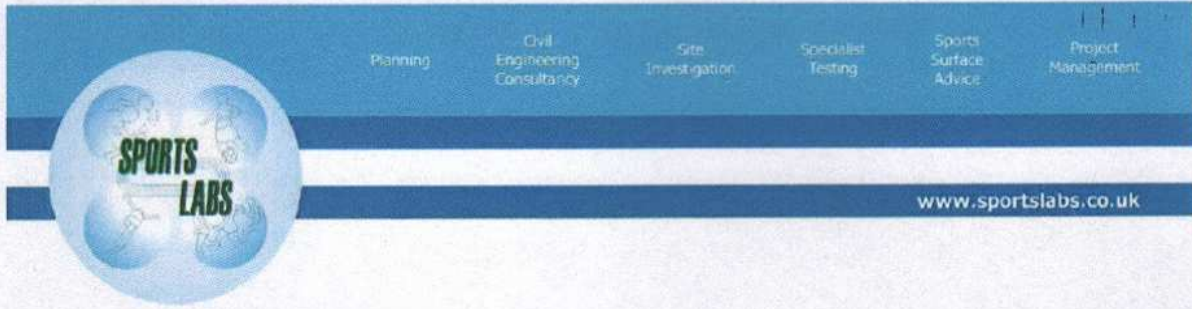 Planning
Civil
Engineering
Consultancy
Site
Investigation
Specialist
Testing
Sports
Surface
Advice
Project
Management
SPORTS
LABS
www.sportslabs.co.uk